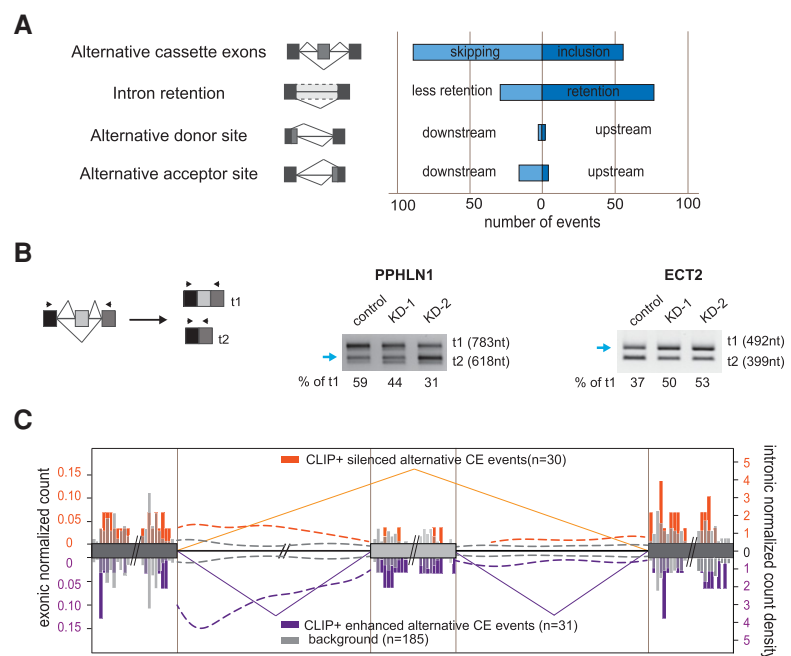 A
Alternative cassette exons
skipping
inclusion
Intron retention
less retention
retention
Alternative donor site
downstream
upstream
Alternative acceptor site
downstream
upstream
100 50 0 50 100
number of events
B
t1
t2
PPHLN1
control KD-1 KD-2
t1 (783nt)
t2 (618nt)
% of t1 59 44 31
ECT2
control KD-1 KD-2
t1 (492nt)
t2 (399nt)
% of t1 37 50 53
C
CLIP+ silenced alternative CE events(n=30)
exonic normalized count
0.15
0.10
0.05
0
0
0.05
0.10
0.15
intronic normalized count density
5
4
3
2
1
0
1
2
3
4
5
CLIP+ enhanced alternative CE events (n=31)
background (n=185)